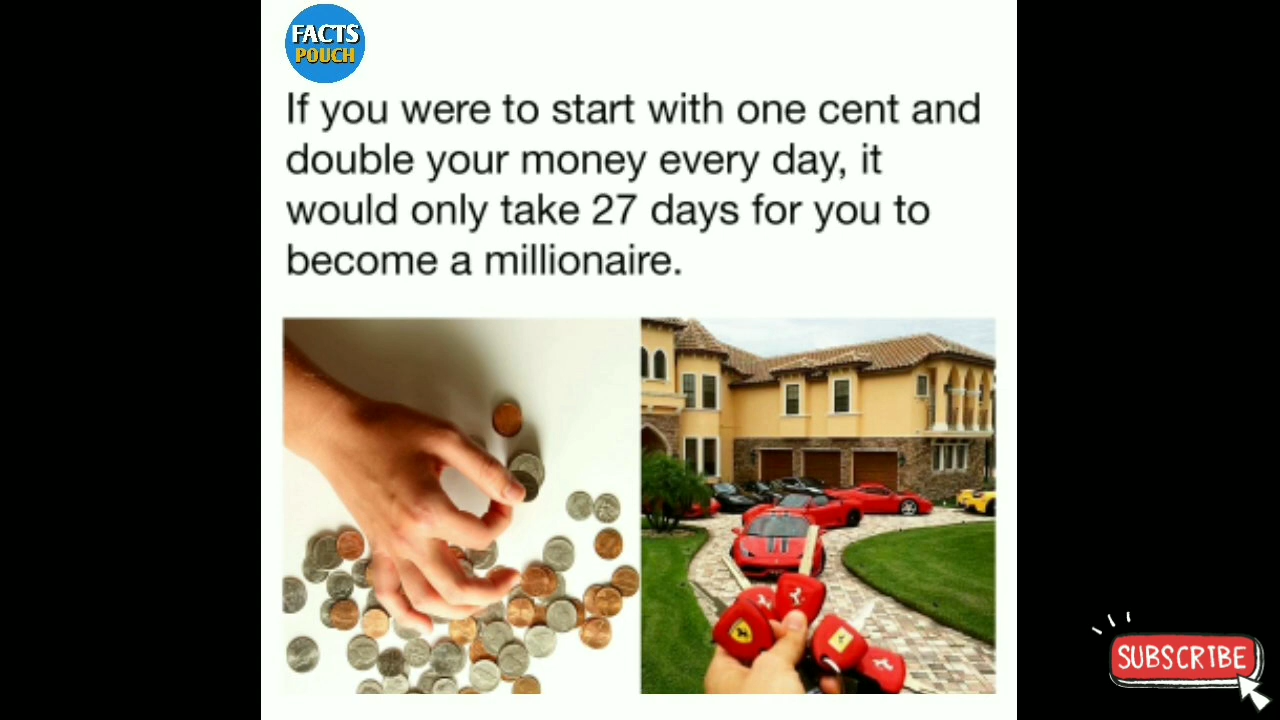 FACTS
POUCH
If you were to start with one cent and
double your money every day, it
would only take 27 days for you to
become a millionaire.
SUBSCRIBE